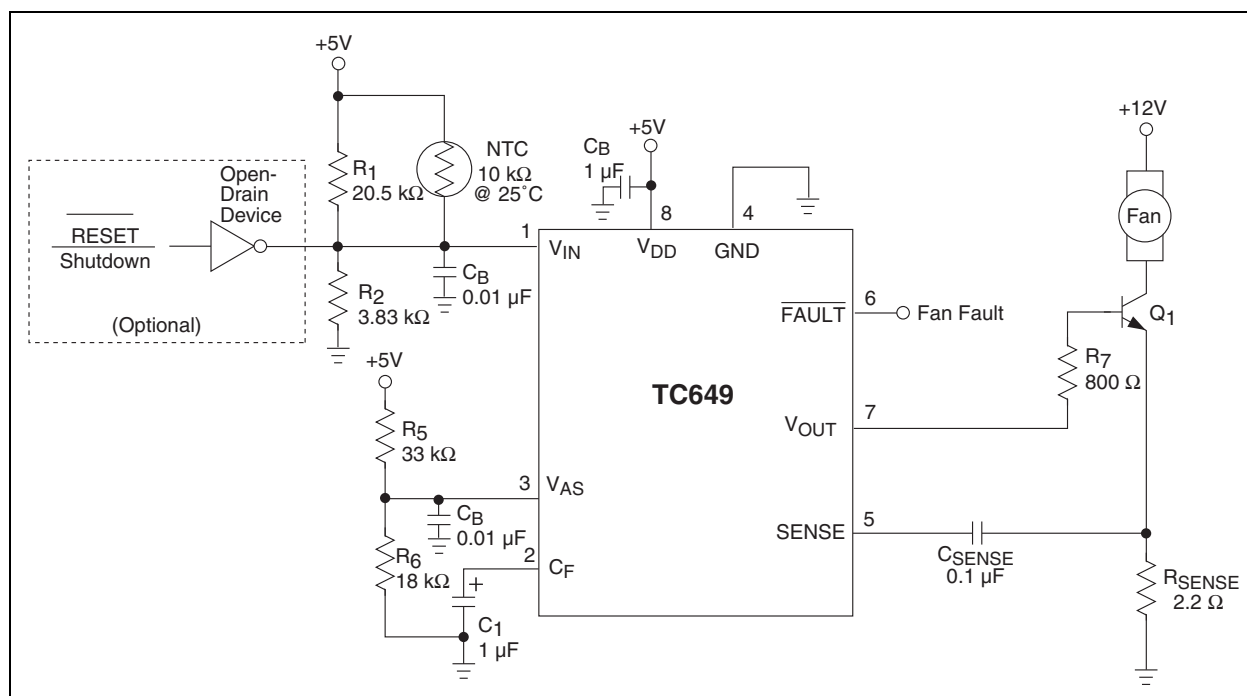 +5V
R1
20.5 kΩ
NTC
10 kΩ
@ 25˚C
Open-
Drain
Device
RESET
Shutdown
(Optional)
R2
3.83 kΩ
CB
0.01 µF
+5V
CB
1 µF
8
4
1
VIN
VDD
GND
+12V
Fan
Q1
FAULT
6
Fan Fault
R7
800 Ω
TC649
VOUT
7
+5V
R5
33 kΩ
3
VAS
CB
0.01 µF
R6
18 kΩ
2
CF
+
C1
1 µF
SENSE
5
CSENSE
0.1 µF
RSENSE
2.2 Ω